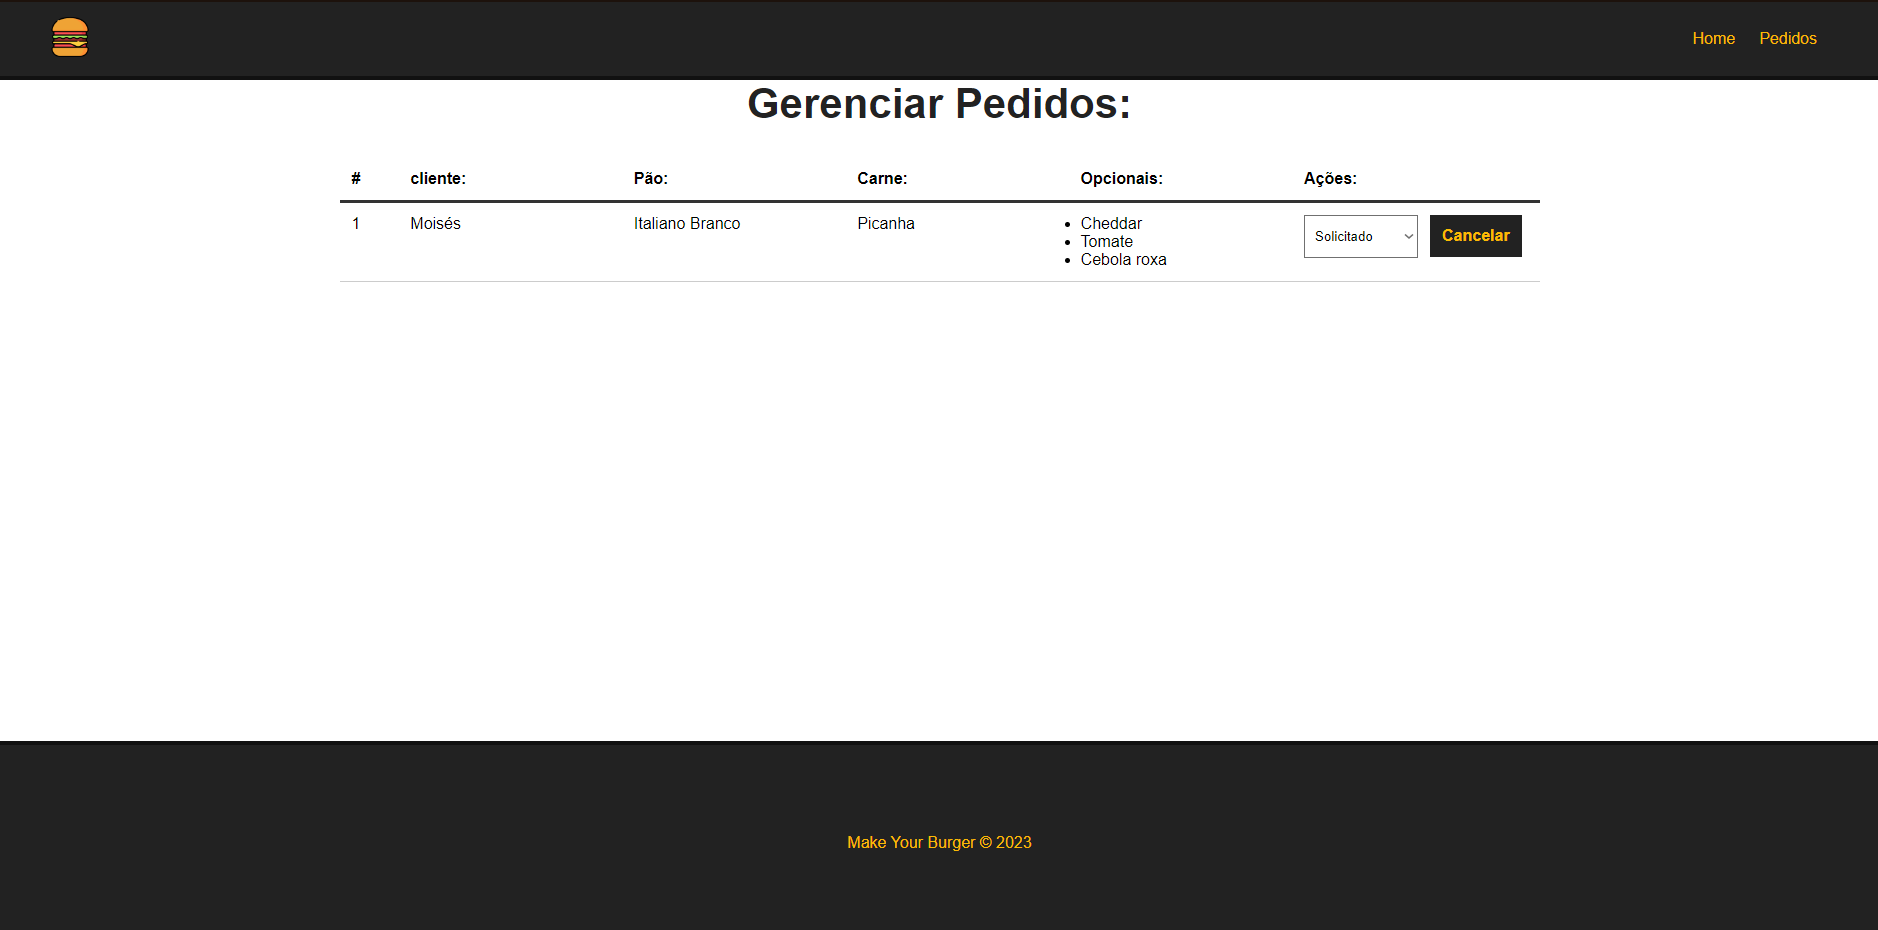 Home Pedidos
Gerenciar Pedidos:
# cliente: Pão: Carne: Opcionais: Ações:
1 Moisés Italiano Branco Picanha Cheddar Solicitado Cancelar
Tomate
Cebola roxa
Make Your Burger © 2023